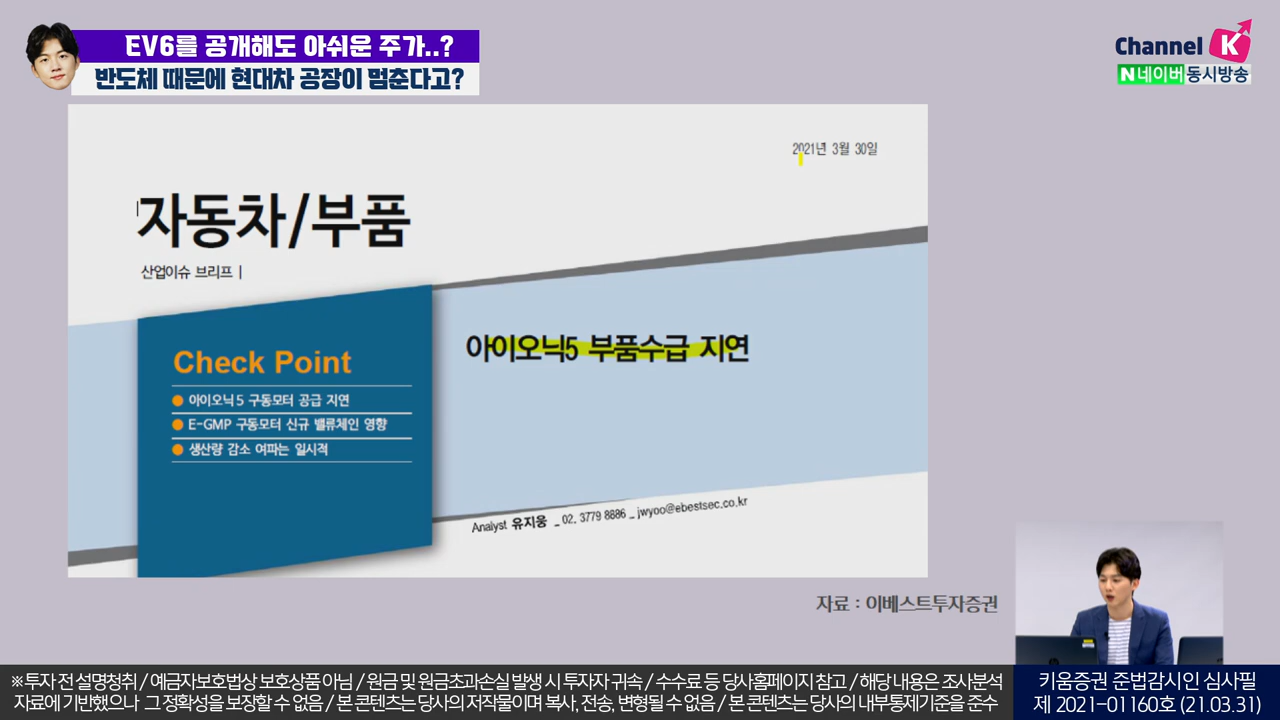 EV6를 공개해도 아쉬운 주가..?
반도체 때문에 현대차 공장이 멈춘다고?
Channel K
N 네이버 동시방송
2021년 3월 30일
자동차/부품
산업이슈 브리프 |
아이오닉5 부품수급 지연
Check Point
아이오닉 5 구동모터 공급 지연
E-GMP 구동모터 신규 밸류체인 영향
생산량 감소 여파는 일시적
Analyst 유지웅 _ 02. 3779 8886 _ jwyoo@ebestsec.co.kr
자료 : 이베스트투자증권
※투자 전 설명청취 / 예금자보호법상 보호상품 아님 / 원금 및 원금초과손실 발생 시 투자자 귀속 / 수수료 등 당사홈페이지 참고 / 해당 내용은 조사분석
자료에 기반했으나 그 정확성을 보장할 수 없음 / 본 콘텐츠는 당사의 저작물이며 복사, 전송, 변형될 수 없음 / 본 콘텐츠는 당사의 내부통제기준을 준수
키움증권 준법감시인 심사필
제 2021-01160호 (21.03.31)